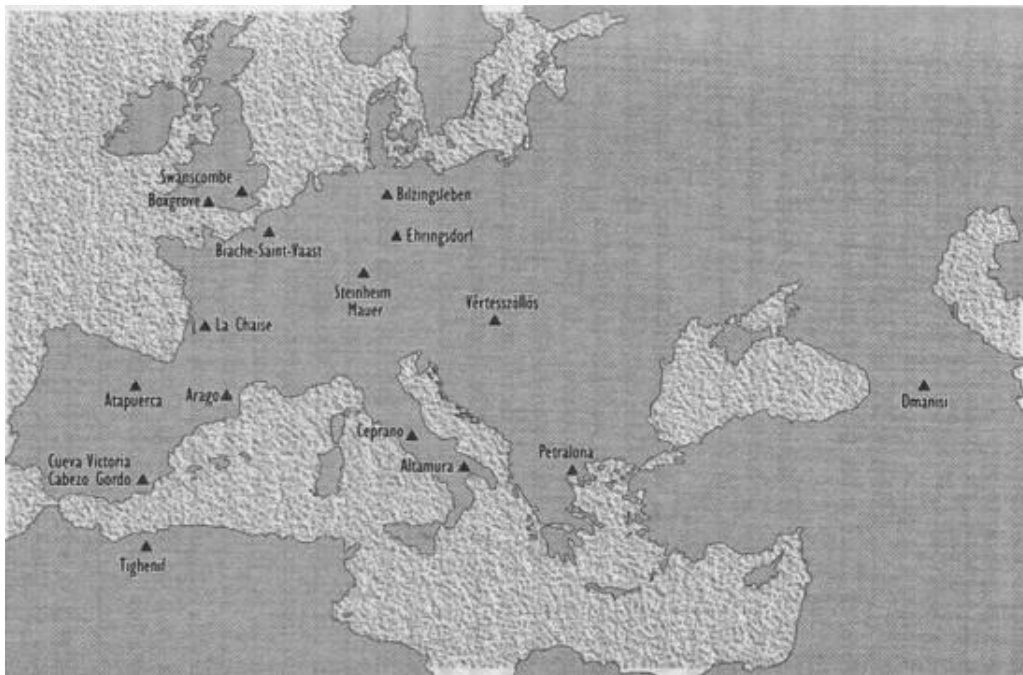 Swanscombe
Boxgrove
Bilzingsleben
Biache-Saint-Vaast
Ehringsdorf
Steinheim
Mauer
Vértesszöllös
La Chaise
Atapuerca
Arago
Dmanisi
Ceprano
Altamura
Petralona
Cueva Victoria
Cabezo Gordo
Tighenif